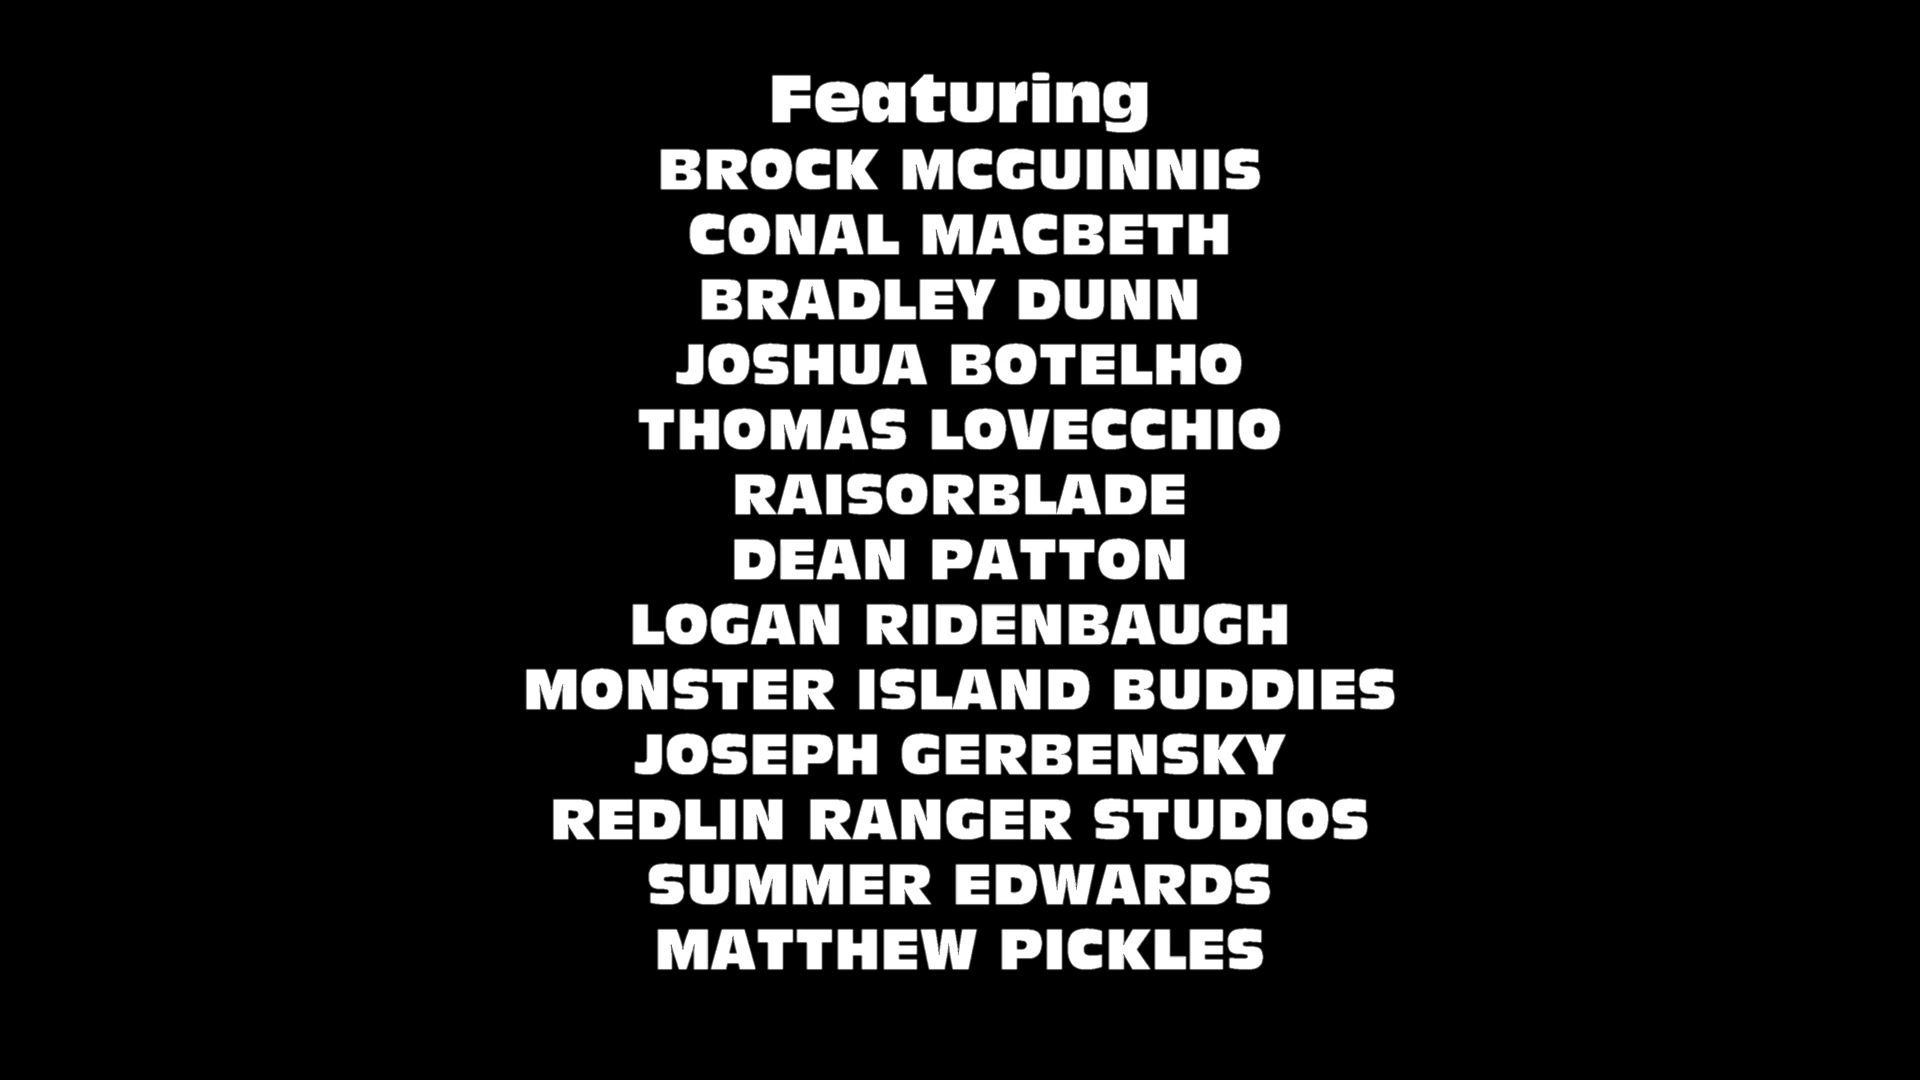 Featuring
BROCK MCGUINNIS
CONAL MACBETH
BRADLEY DUNN
JOSHUA BOTELHO
THOMAS LOVECCHIO
RAISORBLADE
DEAN PATTON
LOGAN RIDENBAUGH
MONSTER ISLAND BUDDIES
JOSEPH GERBENSKY
REDLIN RANGER STUDIOS
SUMMER EDWARDS
MATTHEW PICKLES